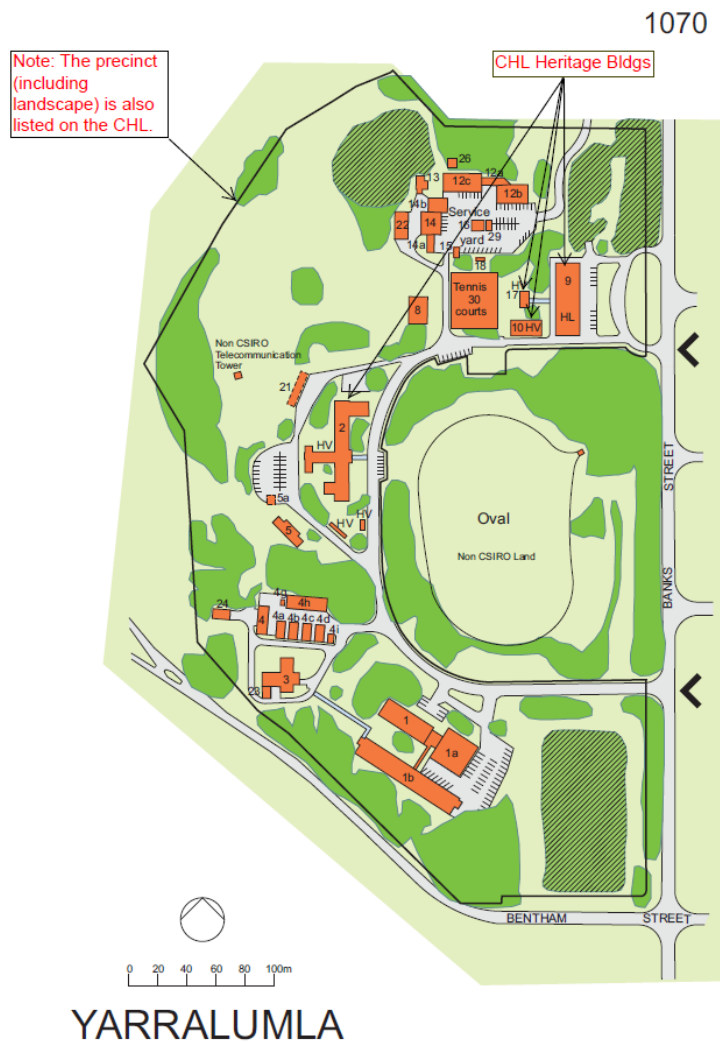 1070
Note: The precinct
(including
landscape) is also
listed on the CHL.
CHL Heritage Bldgs
26
13
12c
12a
12b
14b
Service
22
14
16
29
yard
14a
15
18
9
HV
17
Tennis
30
courts
HL
8
10 HV
Non CSIRO
Telecommunication
Tower
21
2
HV
STREET
5a
HV
HV
5
Oval
Non CSIRO Land
BANKS
4g
4h
24
4
4a
4b
4c
4d
4i
3
23
1
1a
1b
BENTHAM
STREET
0 20 40 60 80 100m
YARRALUMLA